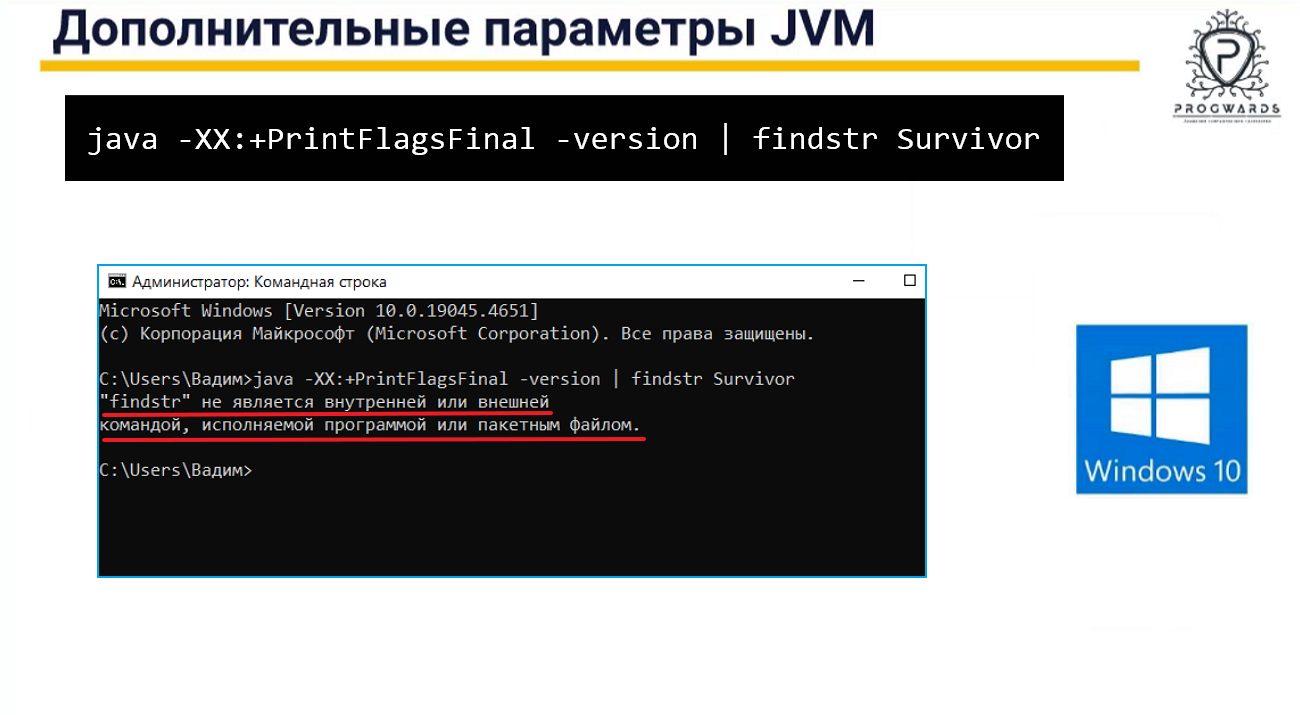 Дополнительные параметры JVM
PROGWARDS
java -XX:+PrintFlagsFinal -version | findstr Survivor
Администратор: Командная строка
Microsoft Windows [Version 10.0.19045.4651]
(c) Корпорация Майкрософт (Microsoft Corporation). Все права защищены.
C:\Users\Вадим>java -XX:+PrintFlagsFinal -version | findstr Survivor
"findstr" не является внутренней или внешней
командой, исполняемой программой или пакетным файлом.
C:\Users\Вадим>
Windows 10